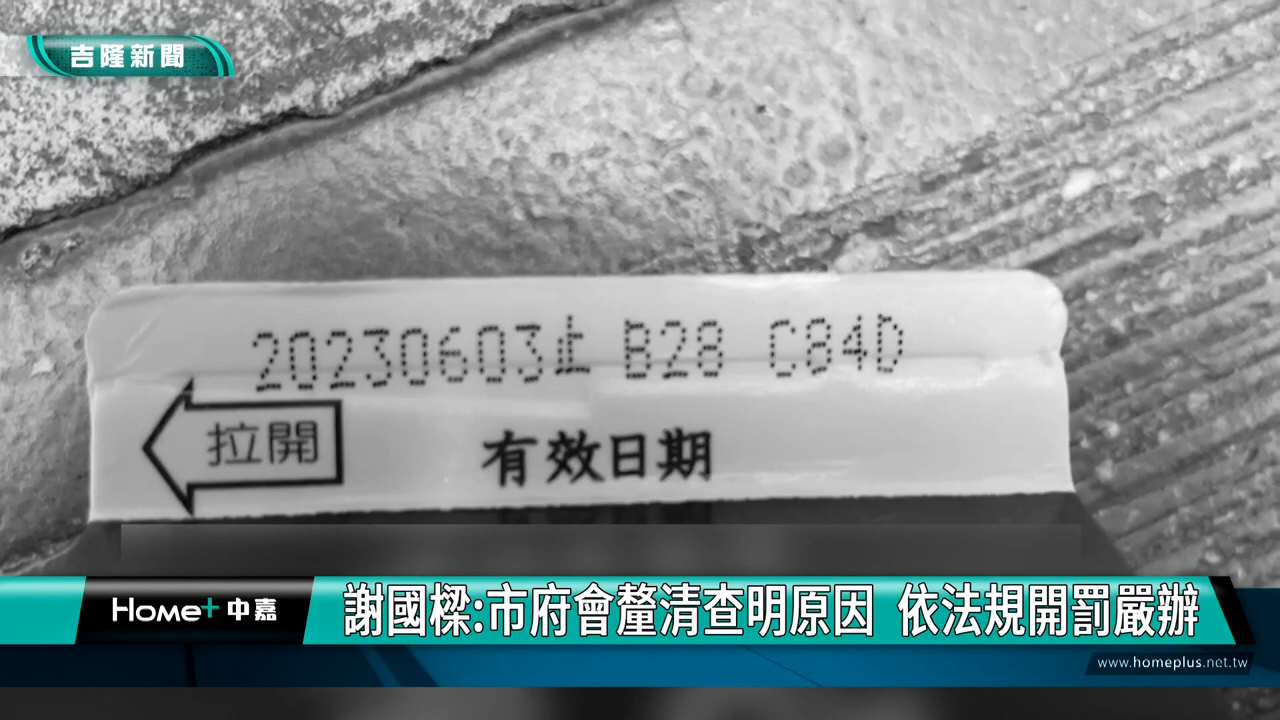 吉隆新聞
20230603止 B28 C84D
拉開
有效日期
Home+中嘉
謝國樑:市府會釐清查明原因 依法規開罰嚴辦
www.homeplus.net.tw